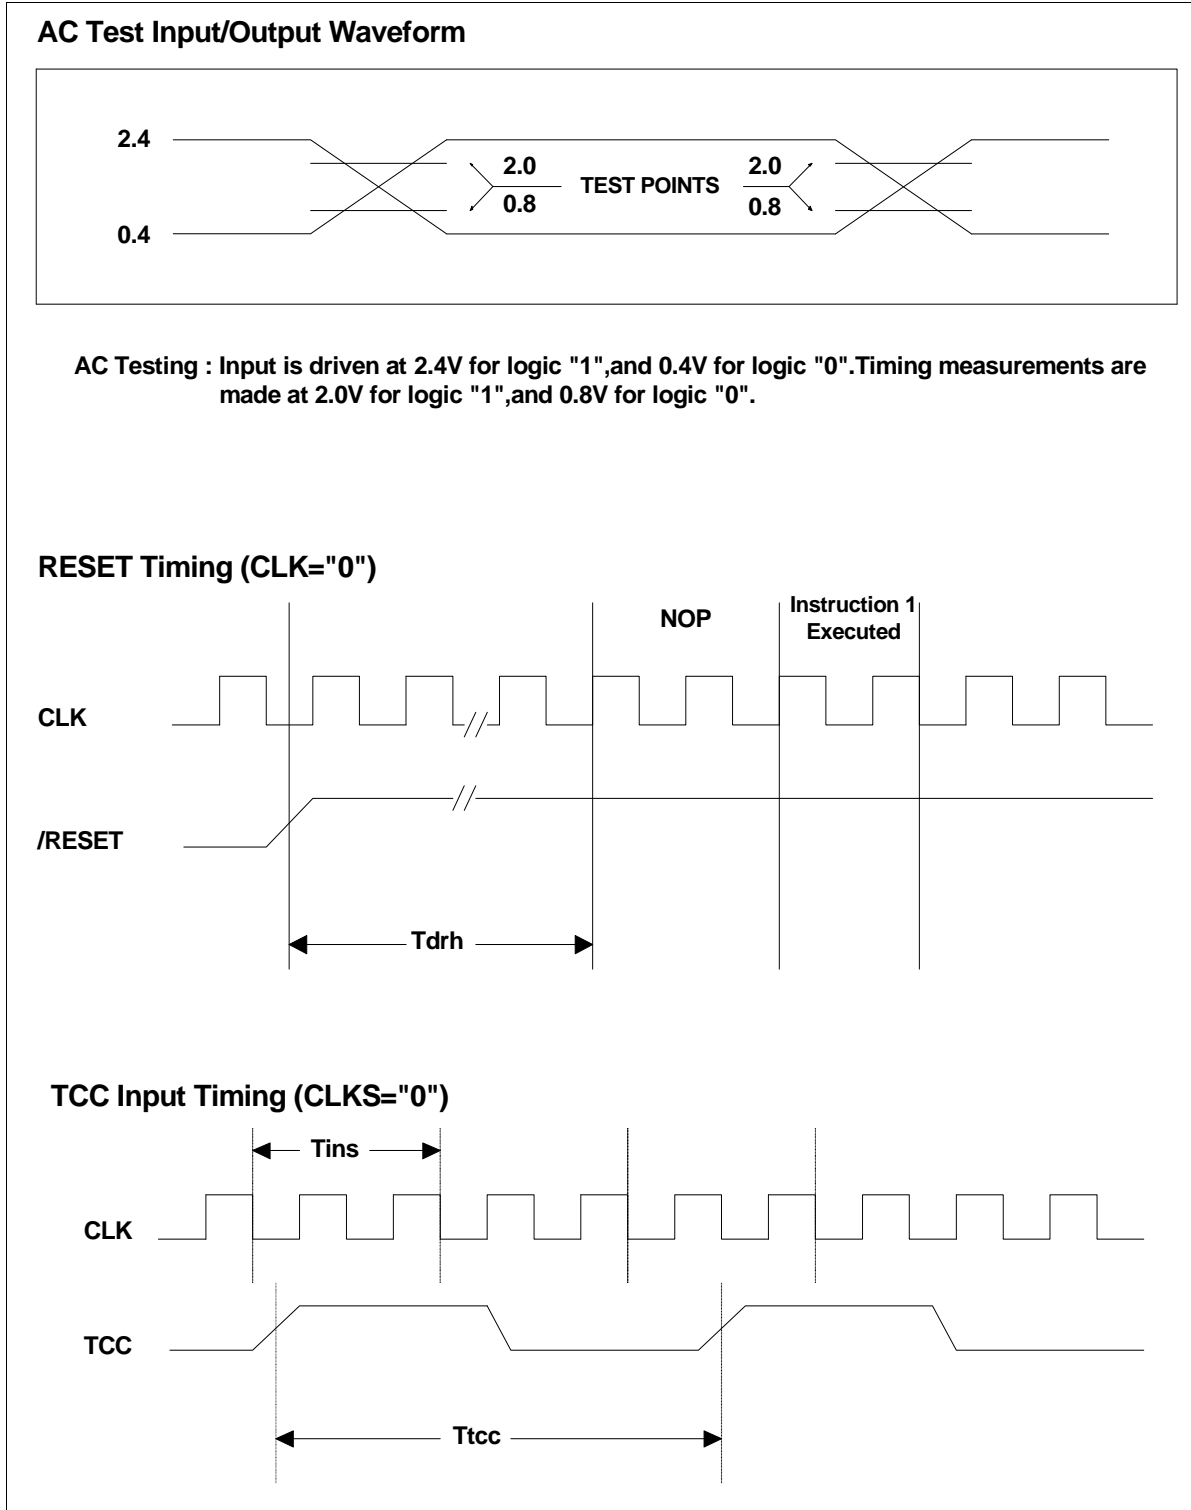 AC Test Input/Output Waveform
2.4
2.0
TEST POINTS
2.0
0.8
0.8
0.4
AC Testing : Input is driven at 2.4V for logic "1",and 0.4V for logic "0".Timing measurements are
made at 2.0V for logic "1",and 0.8V for logic "0".
RESET Timing (CLK="0")
NOP
Instruction 1
Executed
CLK
/RESET
Tdrh
TCC Input Timing (CLKS="0")
Tins
CLK
TCC
Ttcc